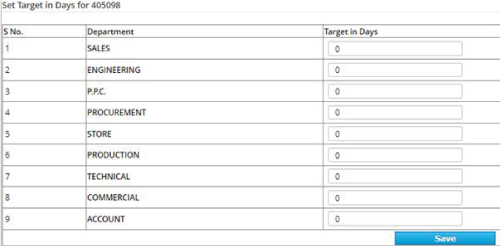 Set Target in Days for 405098
S No. Department Target in Days
1 SALES 0
2 ENGINEERING 0
3 P.P.C. 0
4 PROCUREMENT 0
5 STORE 0
6 PRODUCTION 0
7 TECHNICAL 0
8 COMMERCIAL 0
9 ACCOUNT 0
Save